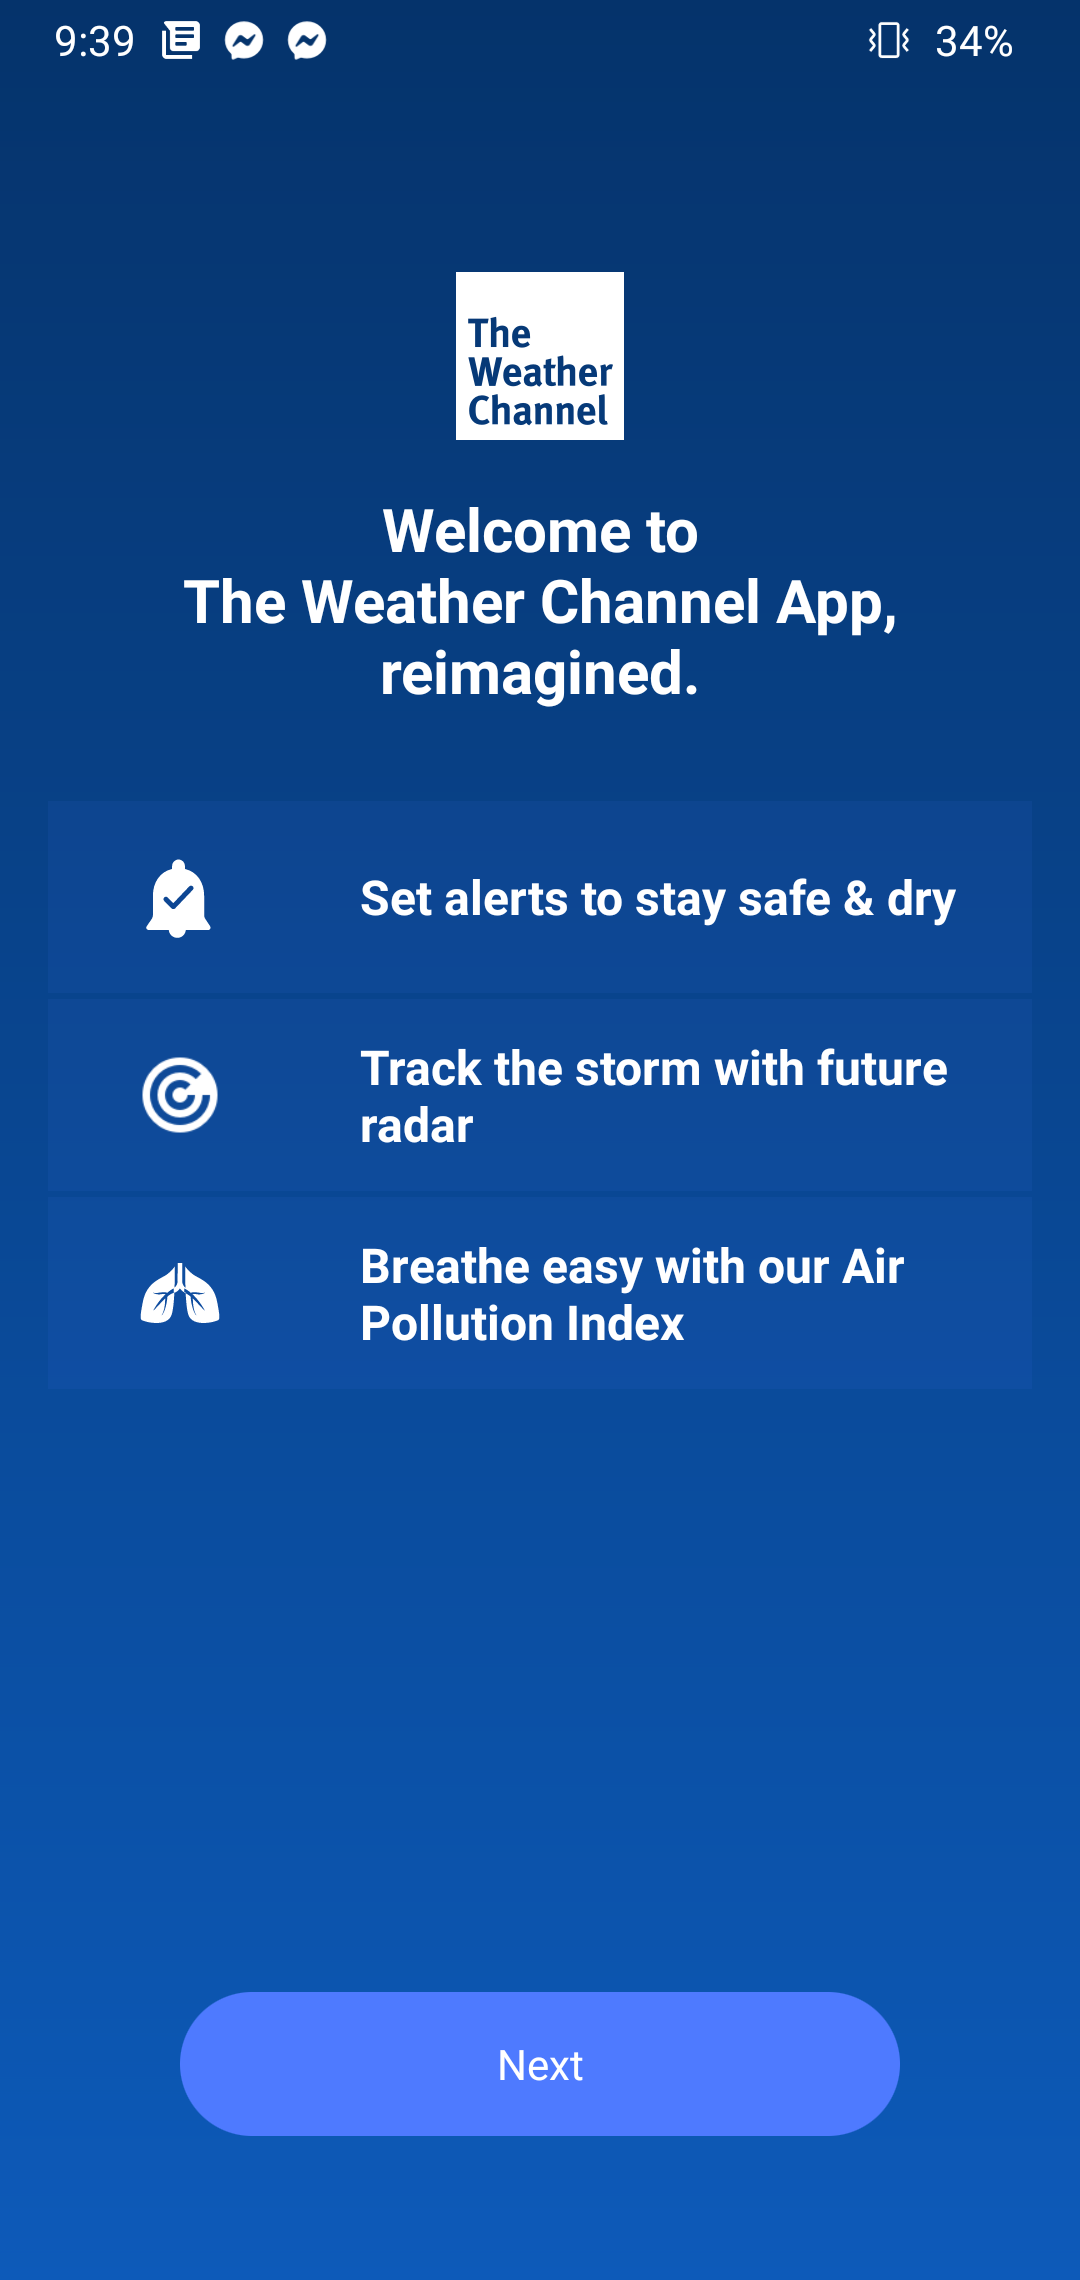 9:39
34%
The
Weather
Channel
Welcome to
The Weather Channel App,
reimagined.
Set alerts to stay safe & dry
Track the storm with future
radar
Breathe easy with our Air
Pollution Index
Next